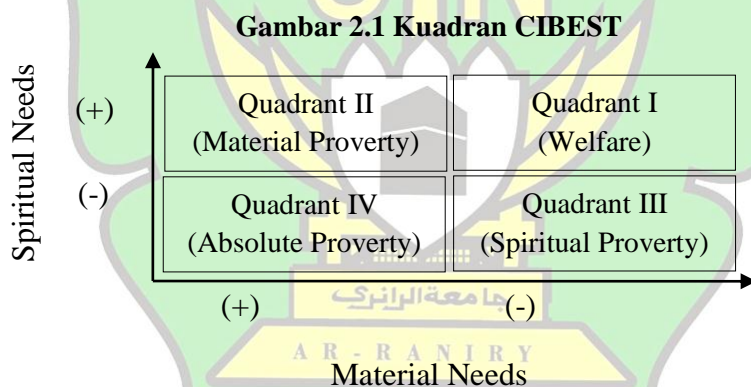 Gambar 2.1 Kuadran CIBEST
Spiritual Needs
(+)
Quadrant II
(Material Proverty)
Quadrant I
(Welfare)
(-)
Quadrant IV
(Absolute Proverty)
Quadrant III
(Spiritual Proverty)
(+)
(-)
جامعة الرانري
AR-RANIRY
Material Needs